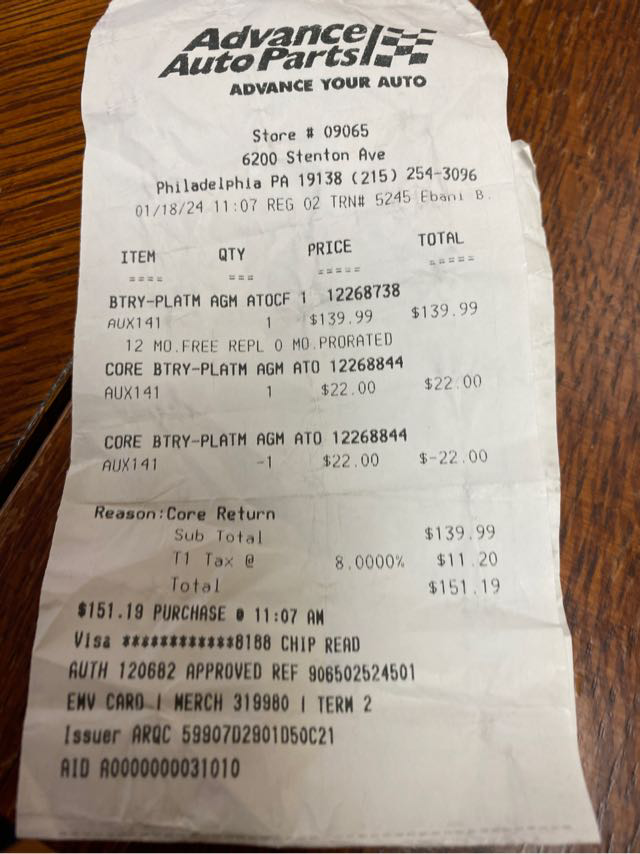 Advance
Auto Parts
ADVANCE YOUR AUTO
Store # 09065
6200 Stenton Ave
Philadelphia PA 19138 (215) 254-3096
01/18/24 11:07 REG 02 TRN# 5245 Ebani B.
ITEM QTY PRICE TOTAL
==== === ===== =====
BTRY-PLATM AGM ATOCF 1 12268738
AUX141 1 $139.99 $139.99
12 MO.FREE REPL 0 MO.PRORATED
CORE BTRY-PLATM AGM ATO 12268844
AUX141 1 $22.00 $22.00
CORE BTRY-PLATM AGM ATO 12268844
AUX141 -1 $22.00 $-22.00
Reason:Core Return
Sub Total $139.99
T1 Tax @ 8.0000% $11.20
Total $151.19
$151.19 PURCHASE @ 11:07 AM
Visa ************8188 CHIP READ
AUTH 120682 APPROVED REF 906502524501
EMV CARD | MERCH 319980 | TERM 2
Issuer ARQC 59907D2901D50C21
AID A0000000031010